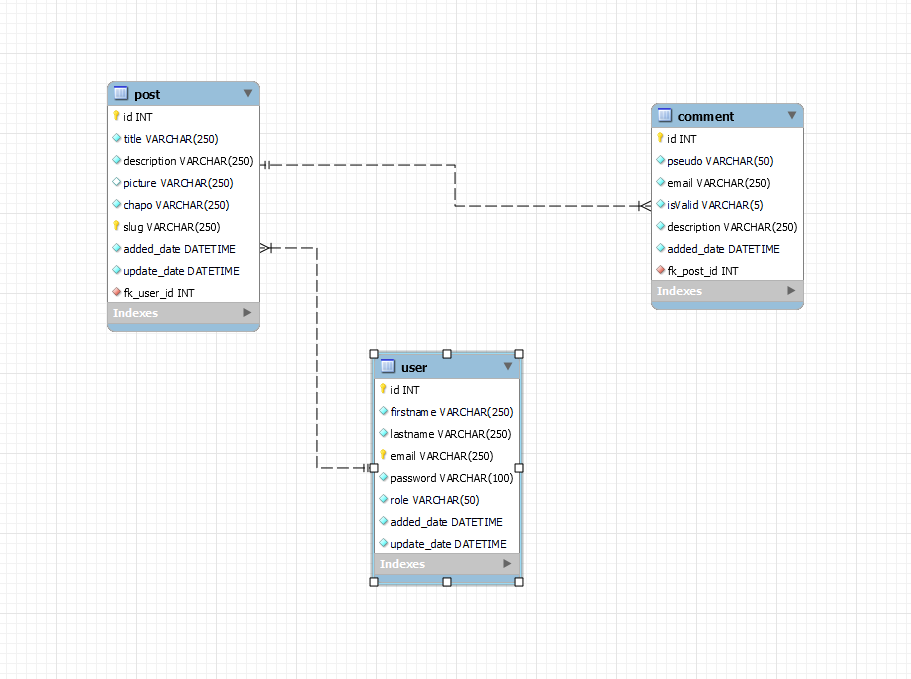 post
id INT
title VARCHAR(250)
description VARCHAR(250)
picture VARCHAR(250)
chapo VARCHAR(250)
slug VARCHAR(250)
added_date DATETIME
update_date DATETIME
fk_user_id INT
Indexes
comment
id INT
pseudo VARCHAR(50)
email VARCHAR(250)
isValid VARCHAR(5)
description VARCHAR(250)
added_date DATETIME
fk_post_id INT
Indexes
user
id INT
firstname VARCHAR(250)
lastname VARCHAR(250)
email VARCHAR(250)
password VARCHAR(100)
role VARCHAR(50)
added_date DATETIME
update_date DATETIME
Indexes